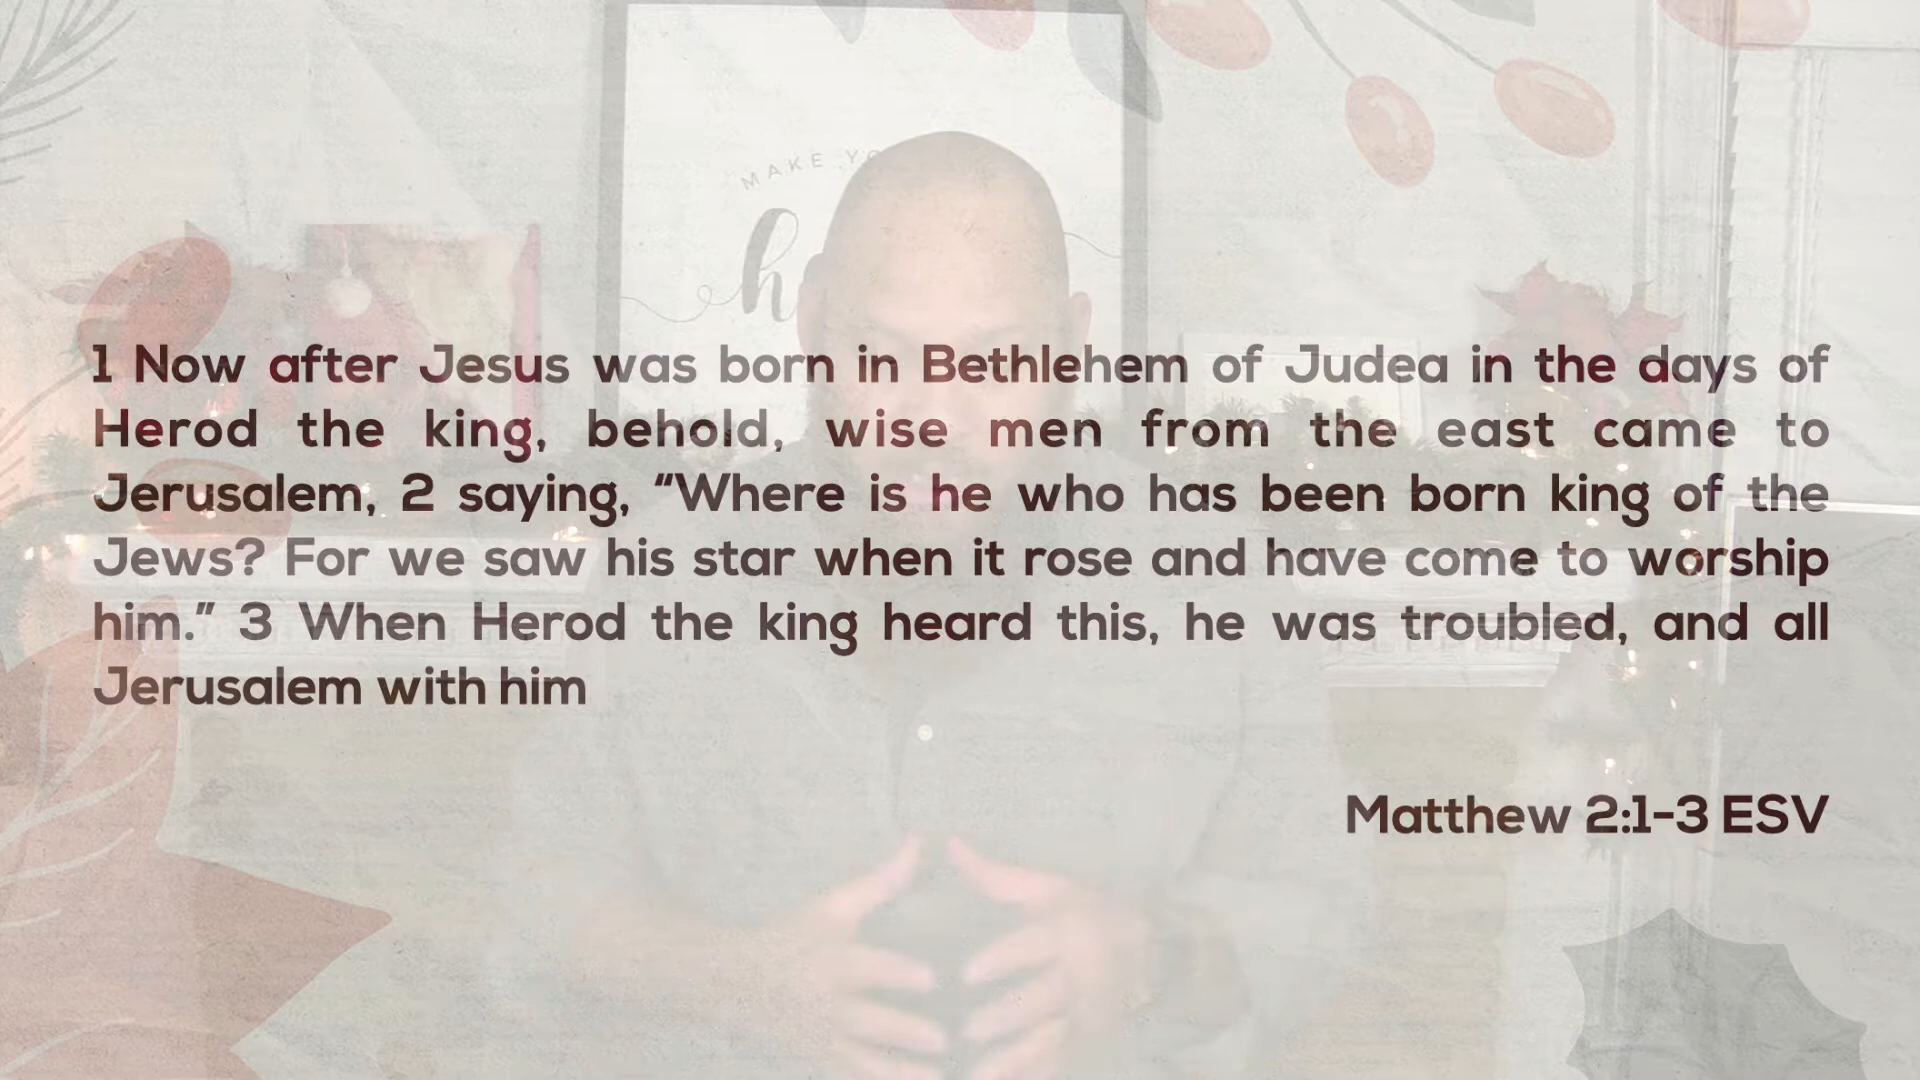 MAKE
h
1 Now after Jesus was born in Bethlehem of Judea in the days of
Herod the king, behold, wise men from the east came to
Jerusalem, 2 saying, “Where is he who has been born king of the
Jews? For we saw his star when it rose and have come to worship
him.” 3 When Herod the king heard this, he was troubled, and all
Jerusalem with him
Matthew 2:1-3 ESV